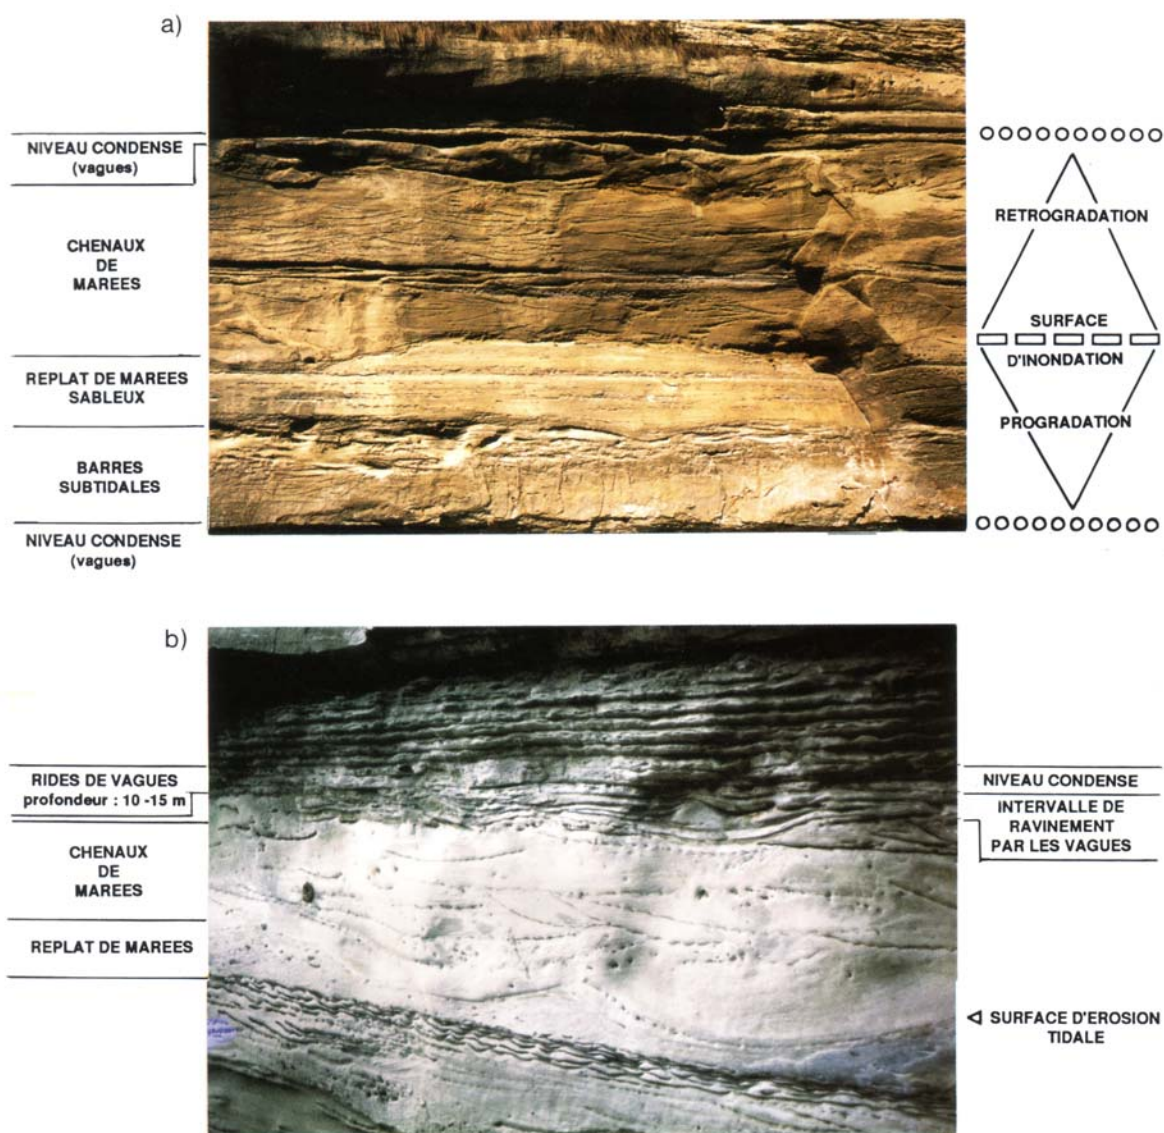 a)
NIVEAU CONDENSE
(vagues)
CHENAUX
DE
MAREES
REPLAT DE MAREES
SABLEUX
BARRES
SUBTIDALES
NIVEAU CONDENSE
(vagues)
RETROGRADATION
SURFACE
D'INONDATION
PROGRADATION
b)
RIDES DE VAGUES
profondeur : 10 -15 m
CHENAUX
DE
MAREES
REPLAT DE MAREES
NIVEAU CONDENSE
INTERVALLE DE
RAVINEMENT
PAR LES VAGUES
SURFACE D'EROSION
TIDALE